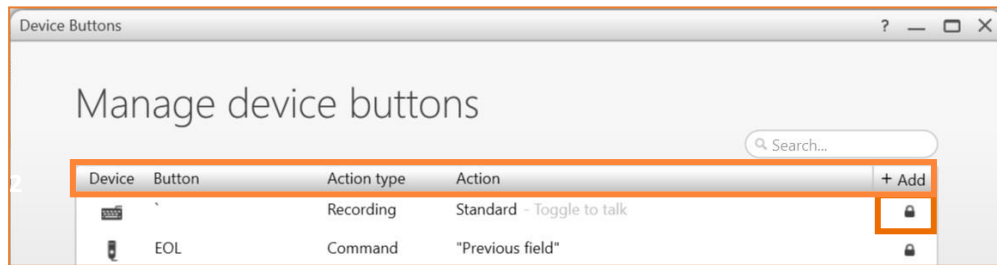 Device Buttons ?
Manage device buttons
Search...
2
Device Button Action type Action + Add
` Recording Standard - Toggle to talk
EOL Command "Previous field"